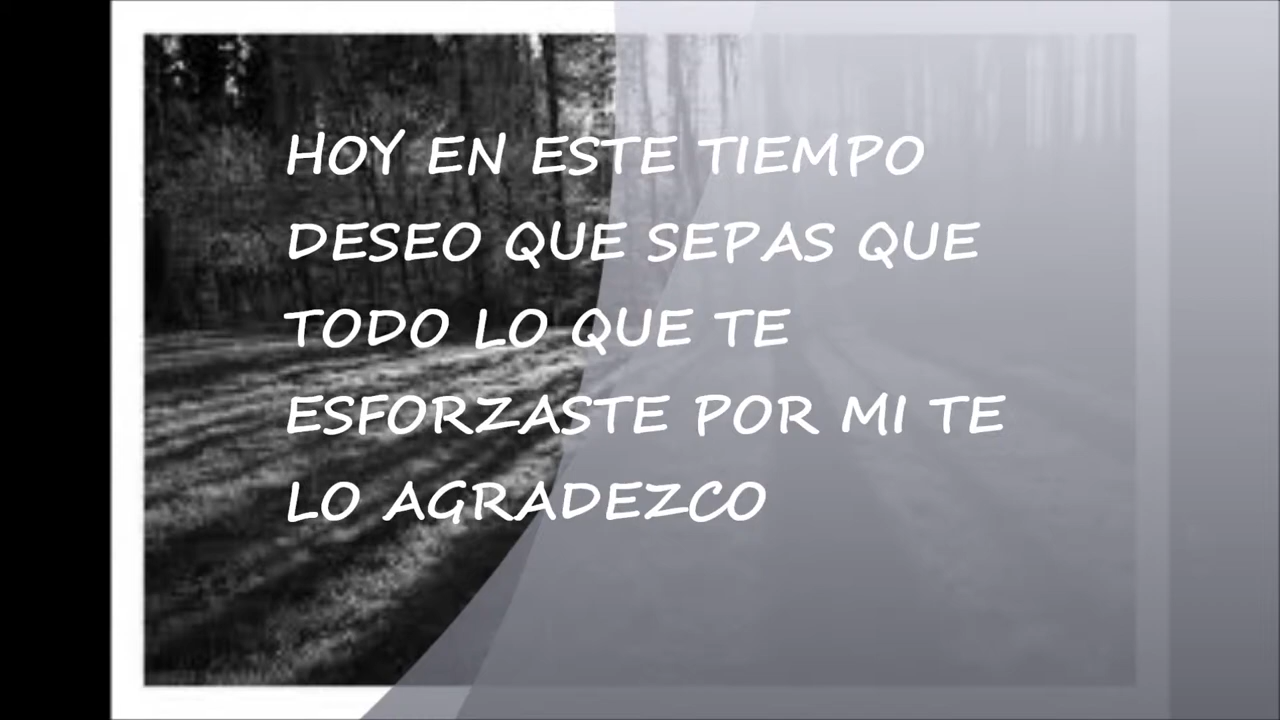 HOY EN ESTE TIEMPO
DESEO QUE SEPAS QUE
TODO LO QUE TE
ESFORZASTE POR MI TE
LO AGRADEZCO